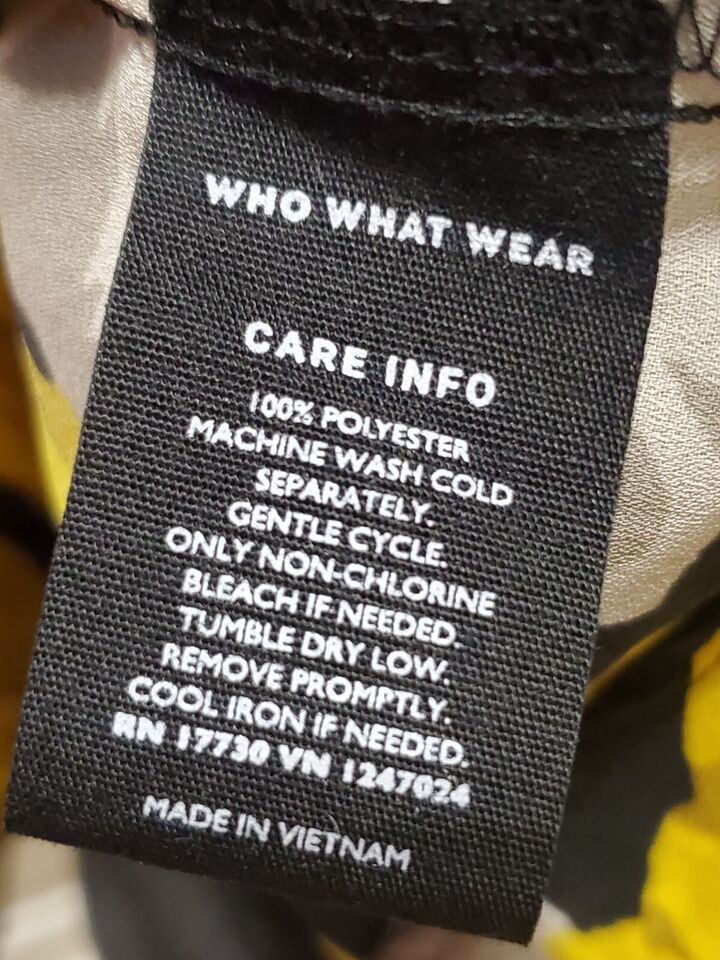 WHO WHAT WEAR
CARE INFO
100% POLYESTER
MACHINE WASH COLD
SEPARATELY.
GENTLE CYCLE.
ONLY NON-CHLORINE
BLEACH IF NEEDED.
TUMBLE DRY LOW.
REMOVE PROMPTLY.
COOL IRON IF NEEDED.
RN 17730 VN 1247024
MADE IN VIETNAM